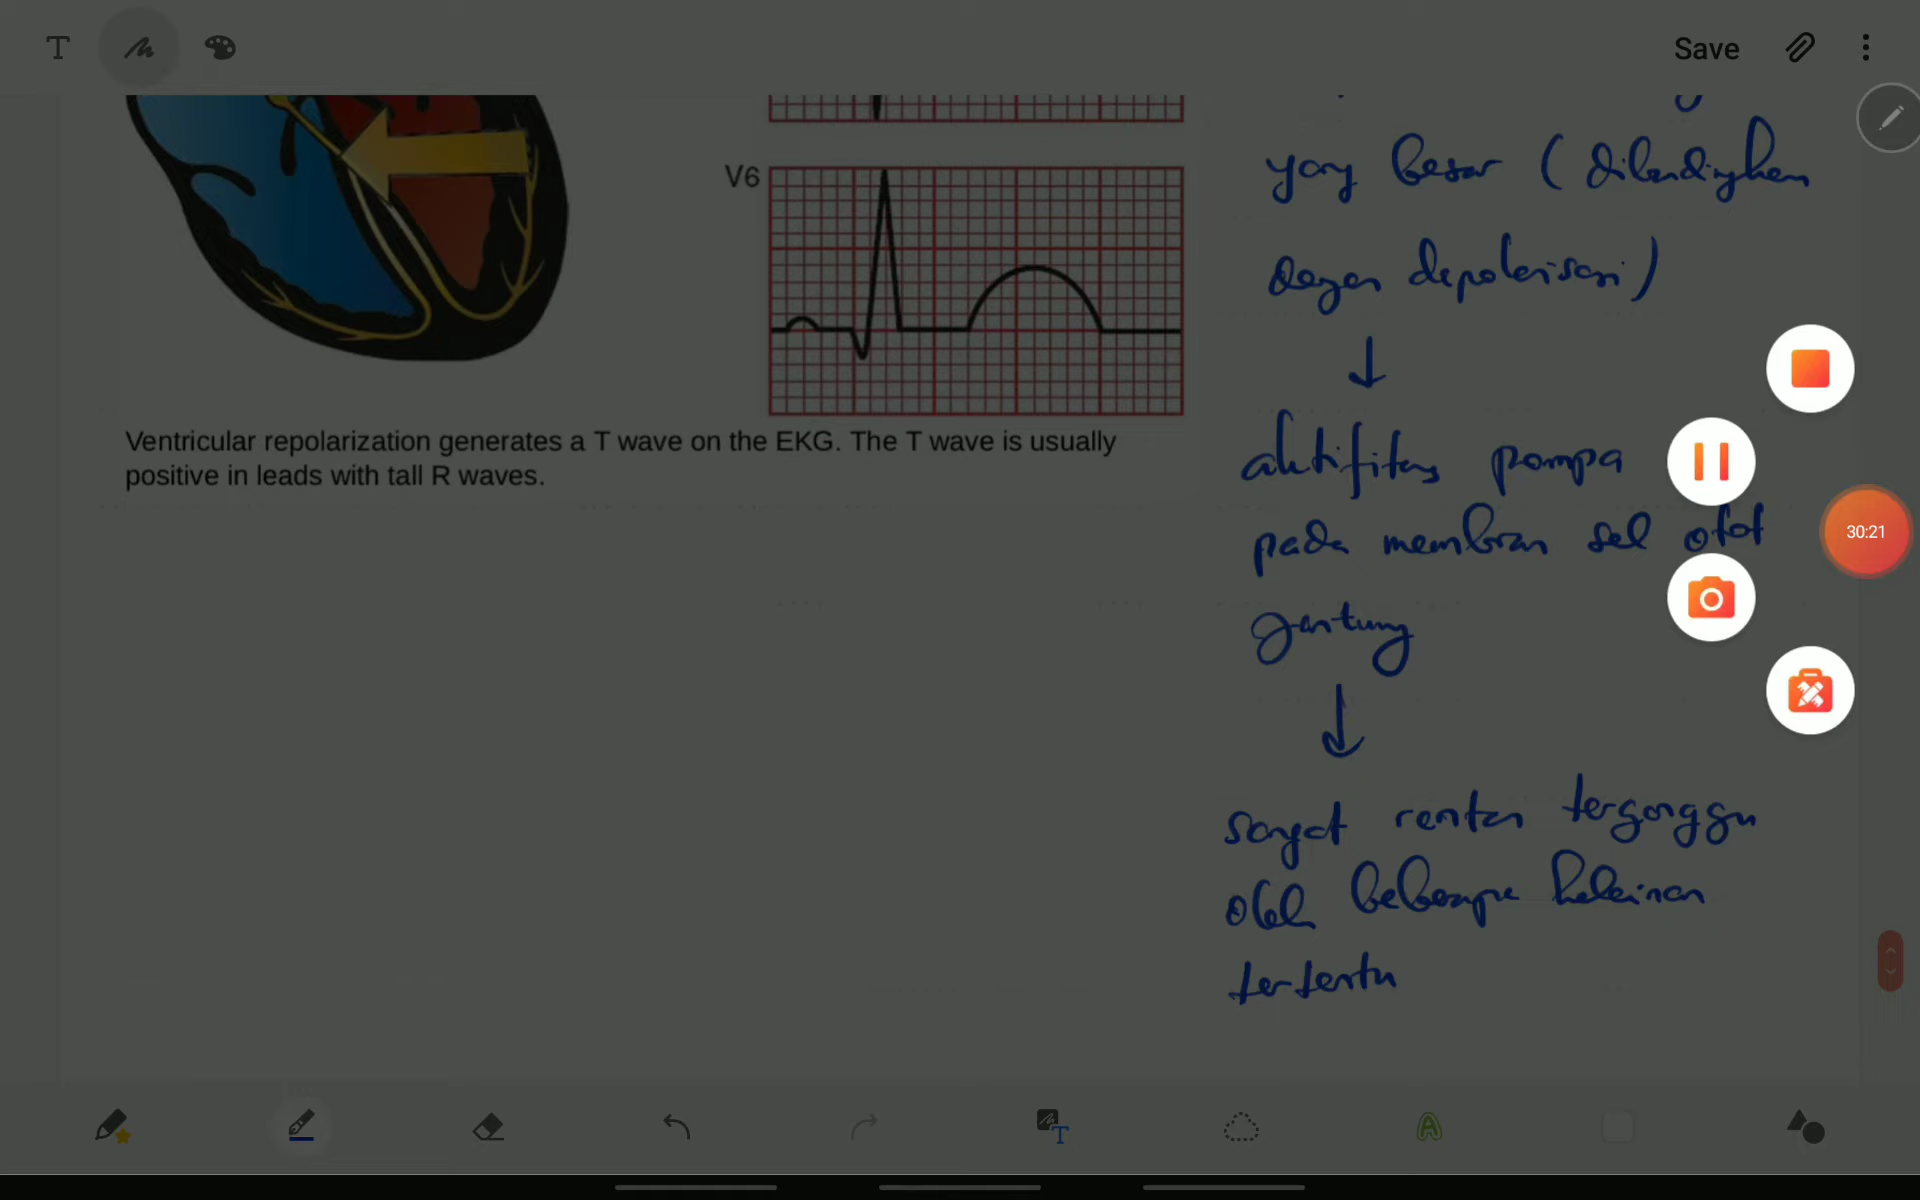 Save
V6
yang besar ( dibandingkan
dengan depolarisasi )
aktifitas pompa
pada membran sel otot
jantung
sangat rentan terganggu
oleh beberapa kelainan
tertentu
Ventricular repolarization generates a T wave on the EKG. The T wave is usually
positive in leads with tall R waves.
30:21